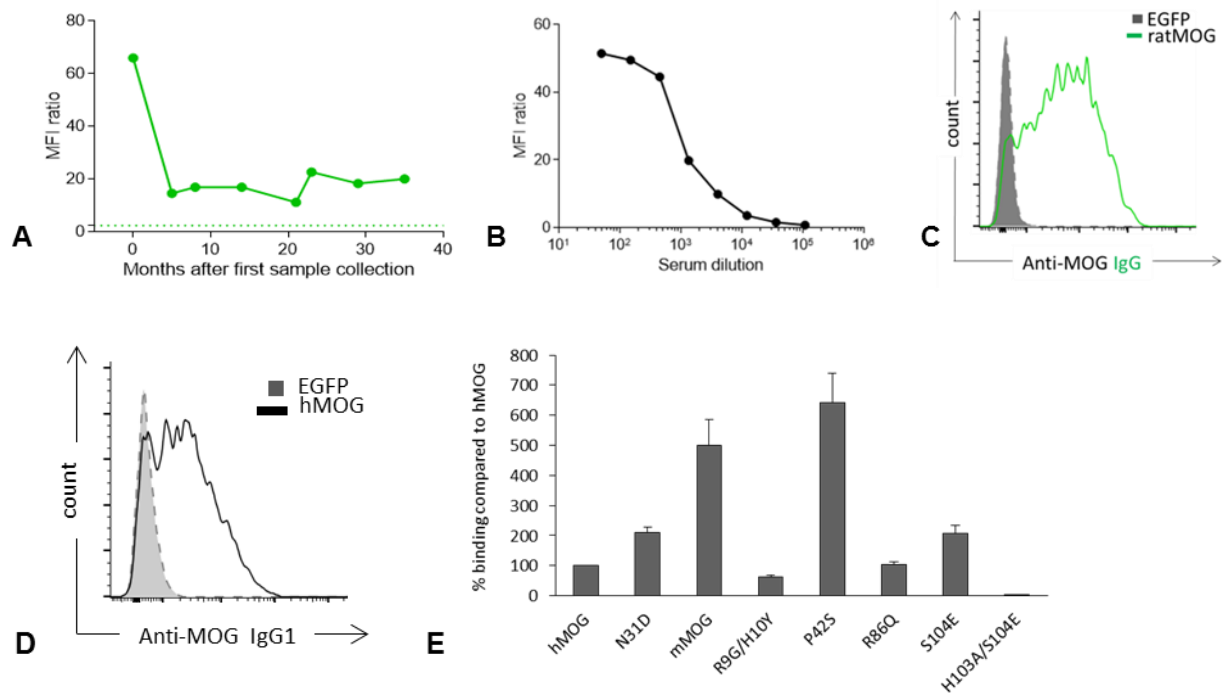 80
60
40
20
0
MFI ratio
0 10 20 30 40
Months after first sample collection
A
60
40
20
0
MFI ratio
10¹ 10² 10³ 10⁴ 10⁵ 10⁶
Serum dilution
B
EGFP
ratMOG
count
Anti-MOG IgG
C
EGFP
hMOG
count
Anti-MOG IgG1
D
800
700
600
500
400
300
200
100
0
% binding compared to hMOG
hMOG
N31D
mMOG
R9G/H10Y
P42S
R86Q
S104E
H103A/S104E
E